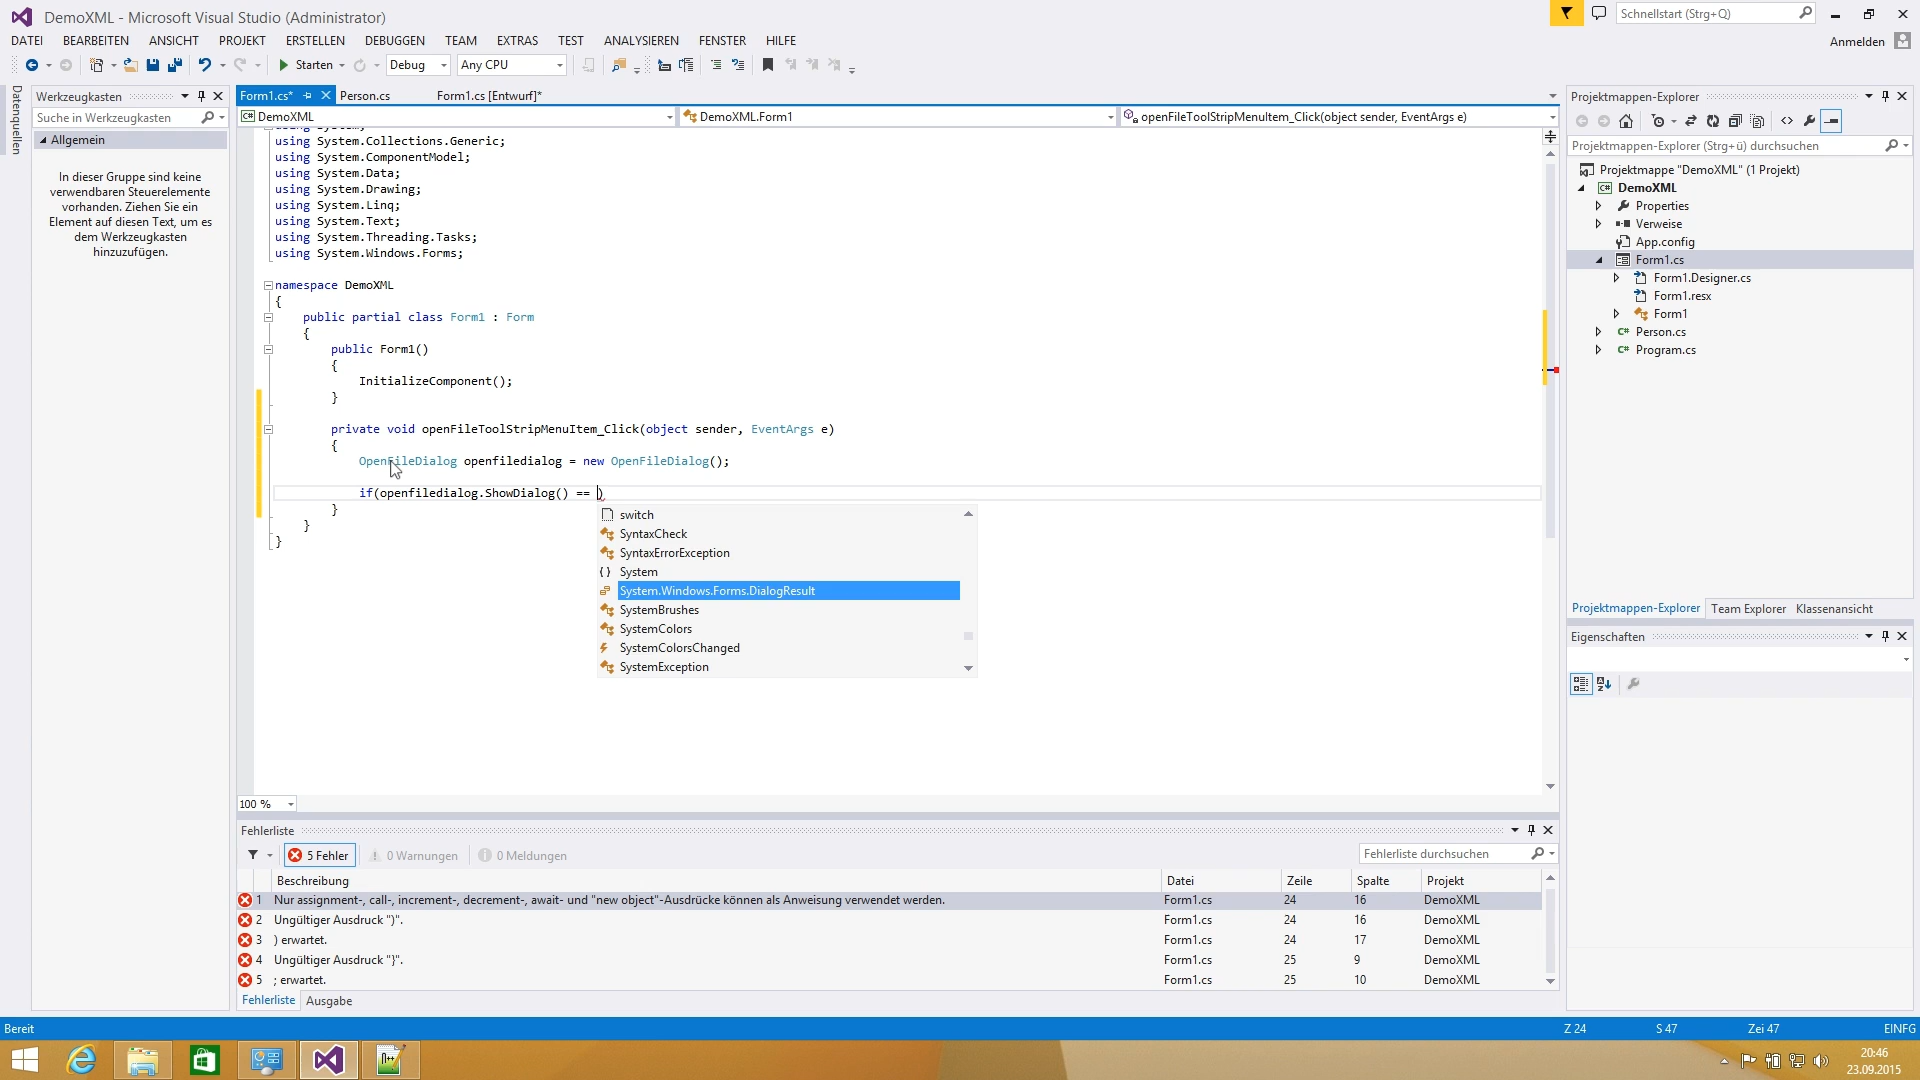 DemoXML - Microsoft Visual Studio (Administrator)
Schnellstart (Strg+Q)
DATEI BEARBEITEN ANSICHT PROJEKT ERSTELLEN DEBUGGEN TEAM EXTRAS TEST ANALYSIEREN FENSTER HILFE
Anmelden
Starten Debug Any CPU
Datenquellen
Werkzeugkasten
Suche in Werkzeugkasten
Allgemein
In dieser Gruppe sind keine
verwendbaren Steuerelemente
vorhanden. Ziehen Sie ein
Element auf diesen Text, um es
dem Werkzeugkasten
hinzuzufügen.
Form1.cs* Person.cs Form1.cs [Entwurf]*
DemoXML DemoXML.Form1 openFileToolStripMenuItem_Click(object sender, EventArgs e)
using System;
using System.Collections.Generic;
using System.ComponentModel;
using System.Data;
using System.Drawing;
using System.Linq;
using System.Text;
using System.Threading.Tasks;
using System.Windows.Forms;
namespace DemoXML
{
public partial class Form1 : Form
{
public Form1()
{
InitializeComponent();
}
private void openFileToolStripMenuItem_Click(object sender, EventArgs e)
{
OpenFileDialog openfiledialog = new OpenFileDialog();
if(openfiledialog.ShowDialog() == )
}
}
}
switch
SyntaxCheck
SyntaxErrorException
System
System.Windows.Forms.DialogResult
SystemBrushes
SystemColors
SystemColorsChanged
SystemException
100 %
Projektmappen-Explorer
Projektmappen-Explorer (Strg+ü) durchsuchen
Projektmappe "DemoXML" (1 Projekt)
DemoXML
Properties
Verweise
App.config
Form1.cs
Form1.Designer.cs
Form1.resx
Form1
Person.cs
Program.cs
Projektmappen-Explorer Team Explorer Klassenansicht
Eigenschaften
Fehlerliste
5 Fehler 0 Warnungen 0 Meldungen
Fehlerliste durchsuchen
Beschreibung Datei Zeile Spalte Projekt
1 Nur assignment-, call-, increment-, decrement-, await- und "new object"-Ausdrücke können als Anweisung verwendet werden. Form1.cs 24 16 DemoXML
2 Ungültiger Ausdruck ")". Form1.cs 24 16 DemoXML
3 ) erwartet. Form1.cs 24 17 DemoXML
4 Ungültiger Ausdruck "}". Form1.cs 25 9 DemoXML
5 ; erwartet. Form1.cs 25 10 DemoXML
Fehlerliste Ausgabe
Bereit Z 24 S 47 Zei 47 EINFG
20:46
23.09.2015